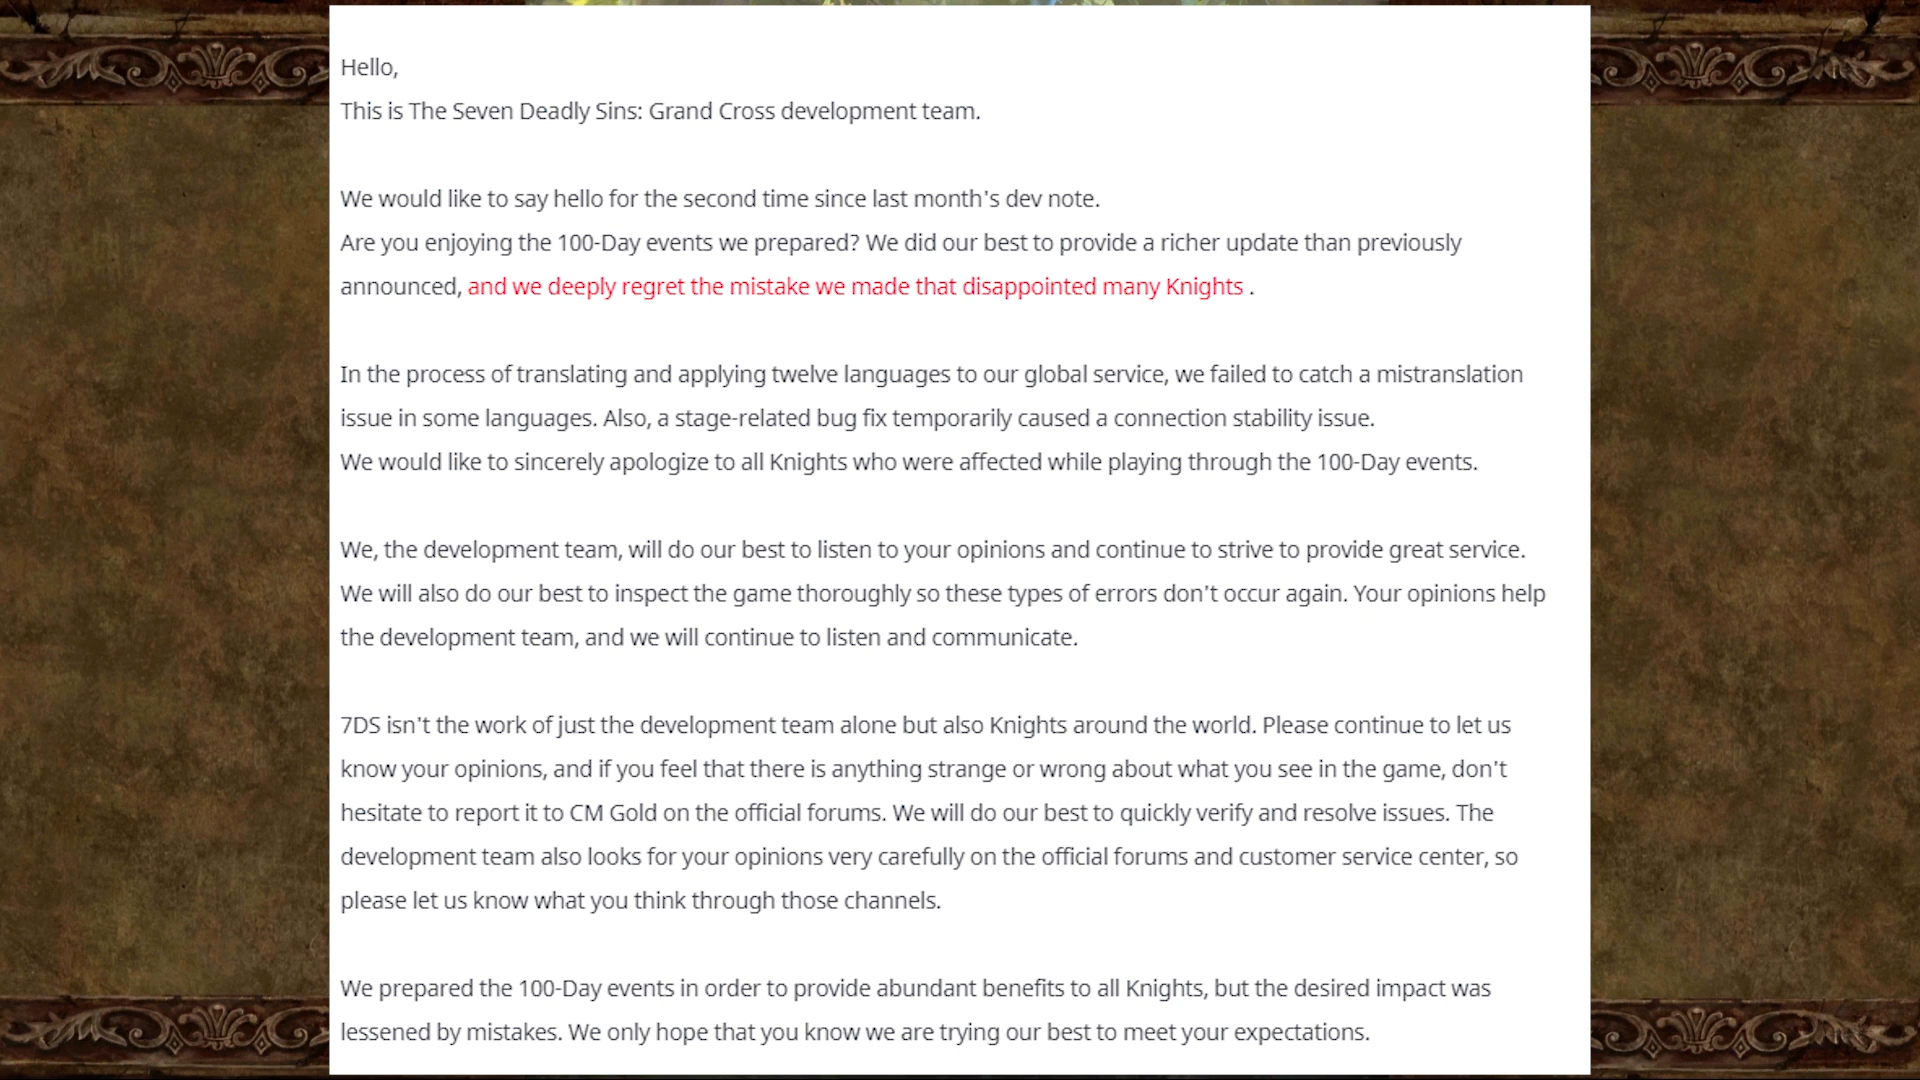 Hello,
This is The Seven Deadly Sins: Grand Cross development team.
We would like to say hello for the second time since last month's dev note.
Are you enjoying the 100-Day events we prepared? We did our best to provide a richer update than previously
announced, and we deeply regret the mistake we made that disappointed many Knights .
In the process of translating and applying twelve languages to our global service, we failed to catch a mistranslation
issue in some languages. Also, a stage-related bug fix temporarily caused a connection stability issue.
We would like to sincerely apologize to all Knights who were affected while playing through the 100-Day events.
We, the development team, will do our best to listen to your opinions and continue to strive to provide great service.
We will also do our best to inspect the game thoroughly so these types of errors don't occur again. Your opinions help
the development team, and we will continue to listen and communicate.
7DS isn't the work of just the development team alone but also Knights around the world. Please continue to let us
know your opinions, and if you feel that there is anything strange or wrong about what you see in the game, don't
hesitate to report it to CM Gold on the official forums. We will do our best to quickly verify and resolve issues. The
development team also looks for your opinions very carefully on the official forums and customer service center, so
please let us know what you think through those channels.
We prepared the 100-Day events in order to provide abundant benefits to all Knights, but the desired impact was
lessened by mistakes. We only hope that you know we are trying our best to meet your expectations.